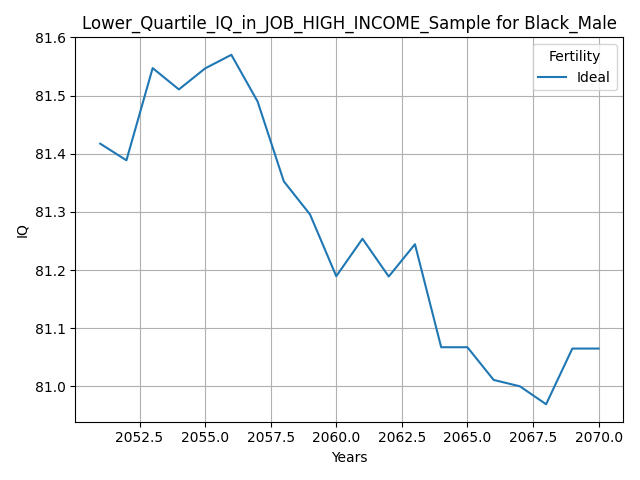 Lower_Quartile_IQ_in_JOB_HIGH_INCOME_Sample for Black_Male
81.6
81.5
81.4
81.3
81.2
81.1
81.0
IQ
Fertility
Ideal
2052.5 2055.0 2057.5 2060.0 2062.5 2065.0 2067.5 2070.0
Years